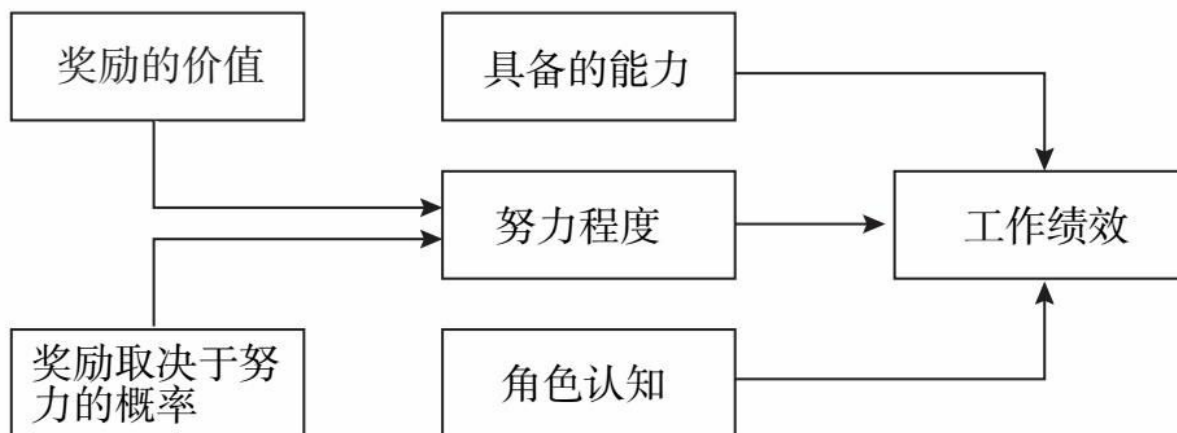 奖励的价值
具备的能力
努力程度
工作绩效
奖励取决于努
力的概率
角色认知